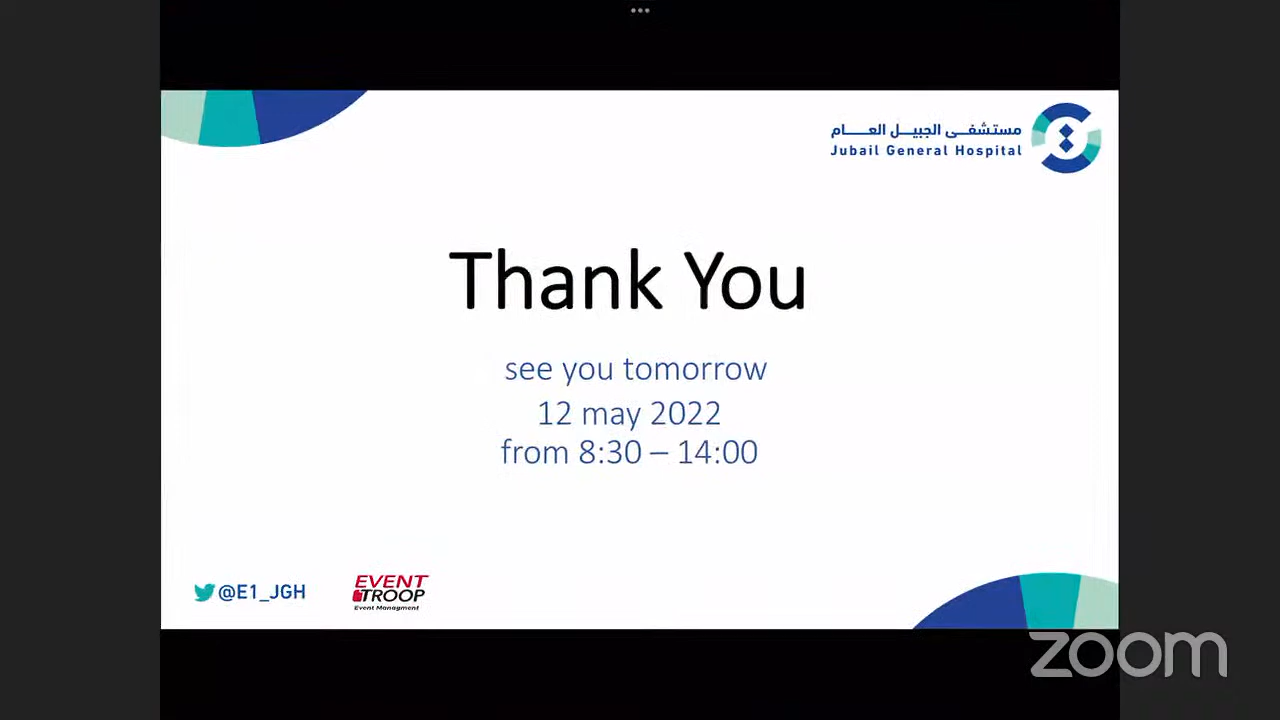 مستشفى الجبيل العام
Jubail General Hospital
Thank You
see you tomorrow
12 may 2022
from 8:30 – 14:00
@E1_JGH
EVENT
TROOP
Event Managment
zoom